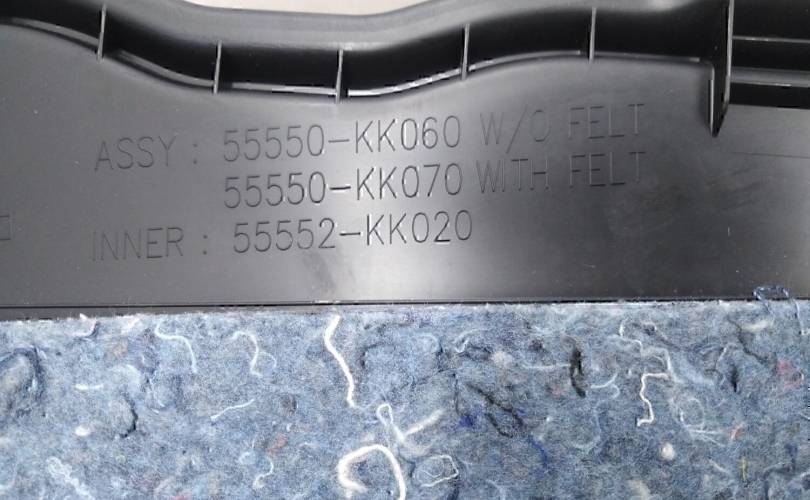 ASSY : 55550-KK060 W/O FELT
55550-KK070 WITH FELT
INNER : 55552-KK020